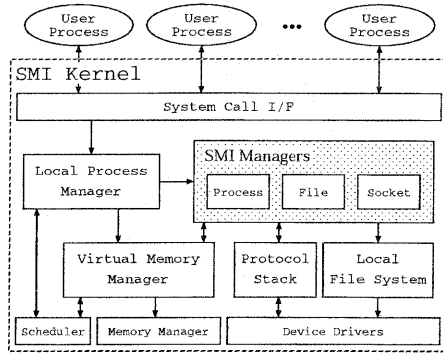 User
Process
User
Process
•••
User
Process
SMI Kernel
System Call I/F
Local Process
Manager
SMI Managers
Process
File
Socket
Virtual Memory
Manager
Protocol
Stack
Local
File System
Scheduler
Memory Manager
Device Drivers